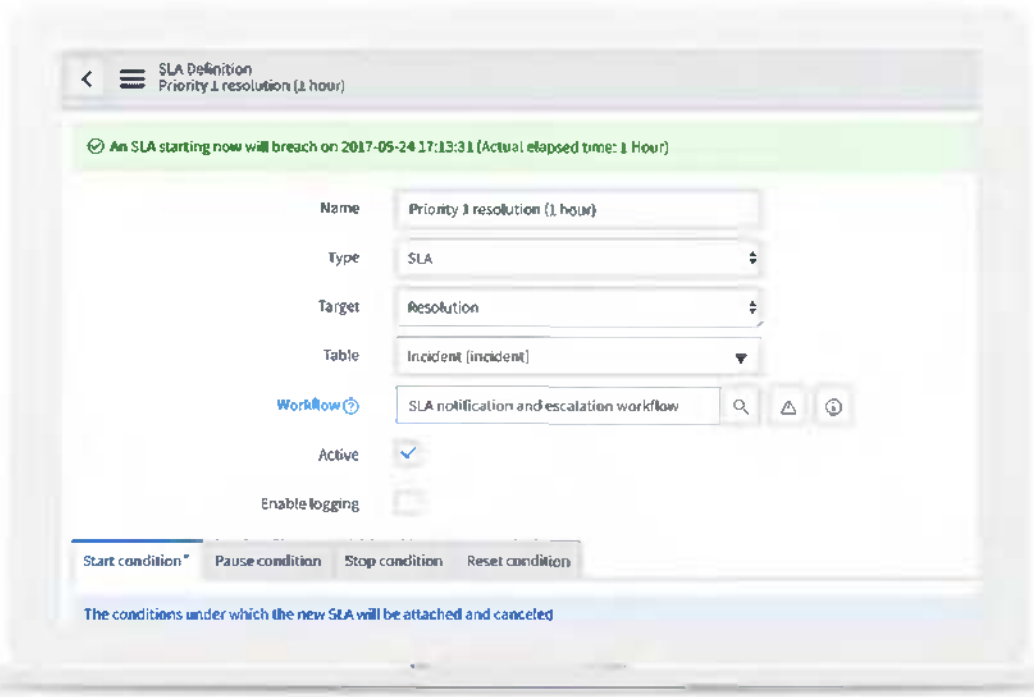 SLA Definition
Priority 1 resolution (1 hour)
An SLA starting now will breach on 2017-05-24 17:13:31 (Actual elapsed time: 1 Hour)
Name Priority 1 resolution (1 hour)
Type SLA
Target Resolution
Table Incident [incident]
Workflow SLA notification and escalation workflow
Active
Enable logging
Start condition* Pause condition Stop condition Reset condition
The conditions under which the new SLA will be attached and canceled